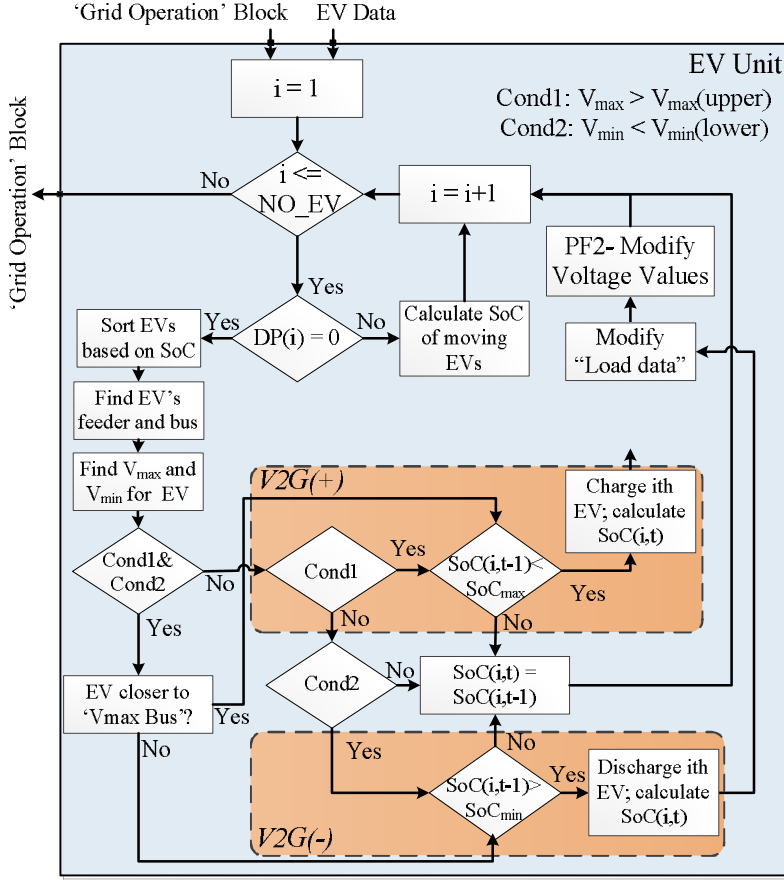 ‘Grid Operation’ Block
EV Data
EV Unit
Cond1: Vmax > Vmax(upper)
Cond2: Vmin < Vmin(lower)
i = 1
‘Grid Operation’ Block
No
i <=
NO_EV
i = i+1
Yes
PF2- Modify
Voltage Values
Sort EVs
based on SoC
Yes
DP(i) = 0
No
Calculate SoC
of moving
EVs
Modify
“Load data”
Find EV’s
feeder and bus
Find Vmax and
Vmin for EV
V2G(+)
Charge ith
EV; calculate
SoC(i,t)
Cond1&
Cond2
No
Cond1
Yes
SoC(i,t-1)<
SoCmax
Yes
Yes
No
No
EV closer to
‘Vmax Bus’?
Yes
Cond2
No
SoC(i,t) =
SoC(i,t-1)
No
Yes
No
SoC(i,t-1)>
SoCmin
Yes
Discharge ith
EV; calculate
SoC(i,t)
V2G(-)